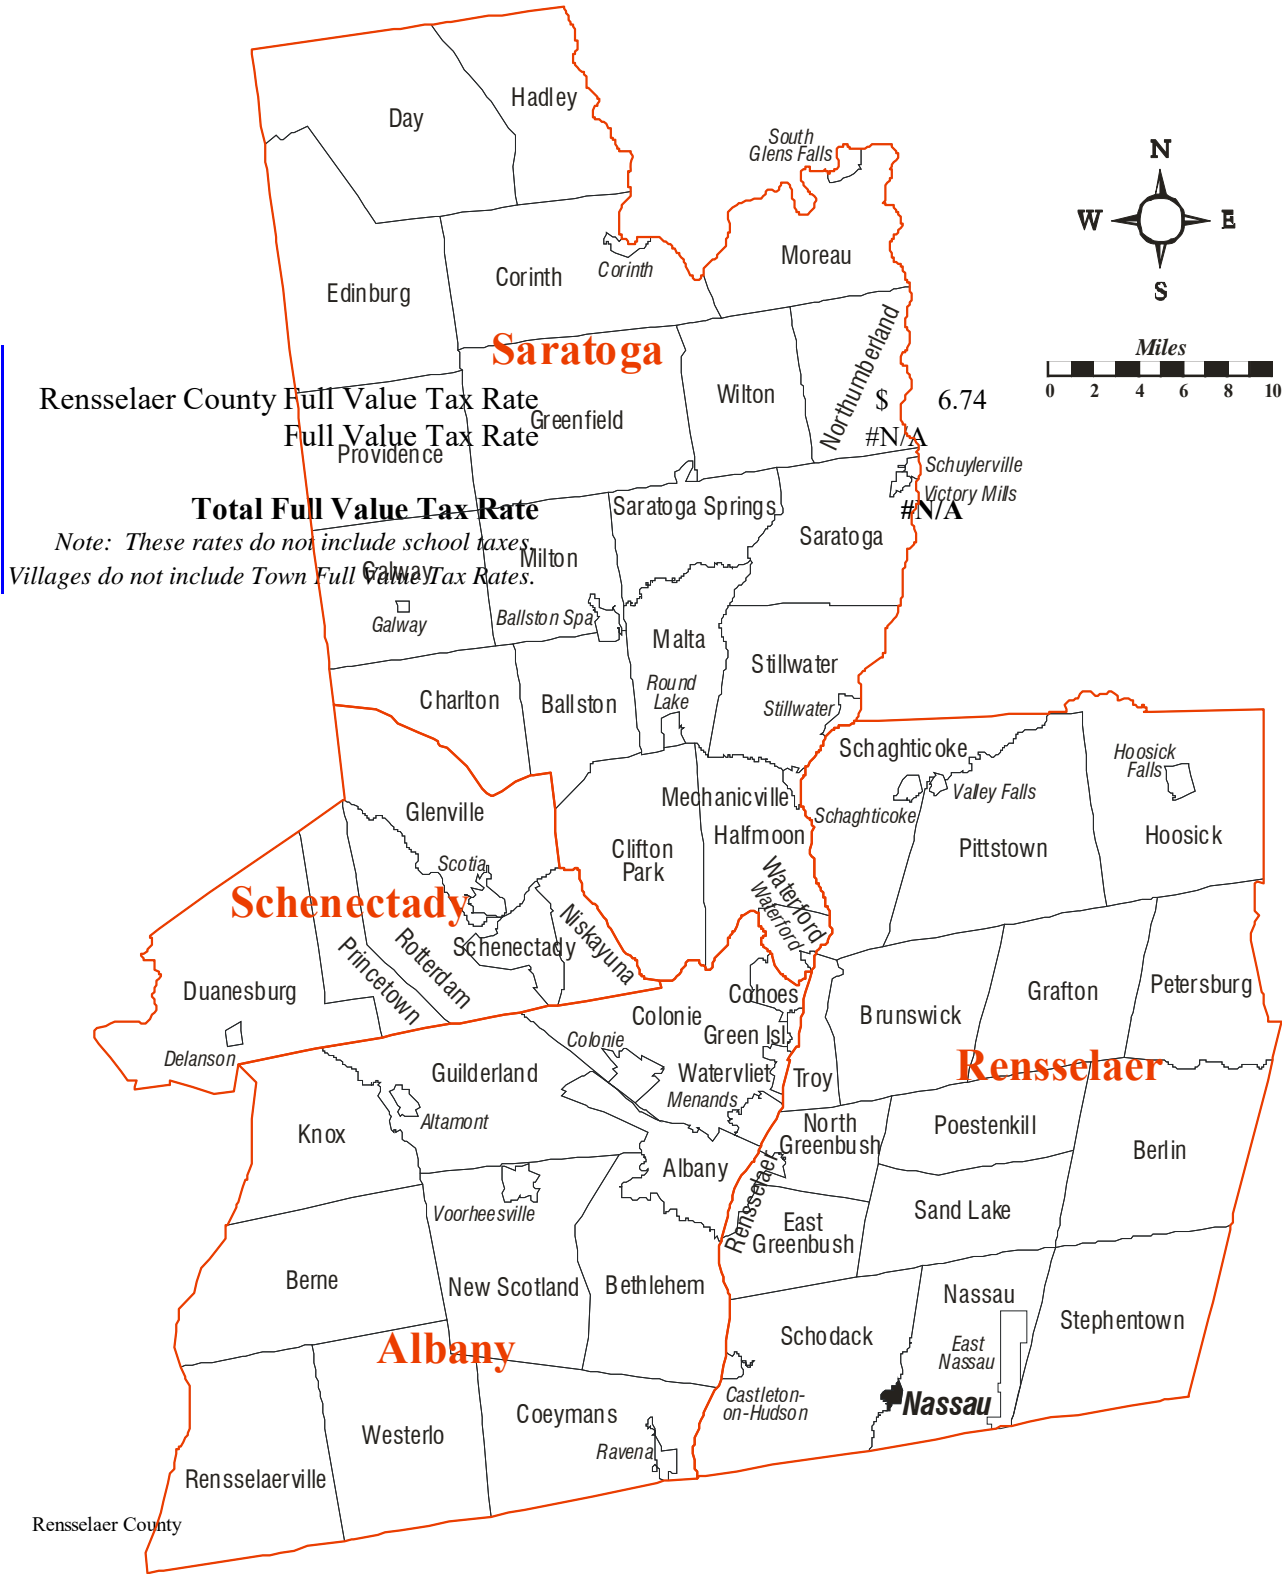 Hadley
Day
South
Glens Falls
N
W
E
S
Moreau
Corinth
Corinth
Edinburg
Northumberland
Saratoga
Miles
0 2 4 6 8 10
Wilton
Rensselaer County Full Value Tax Rate $ 6.74
Greenfield
Full Value Tax Rate #N/A
Providence
Schuylerville
Victory Mills
Saratoga Springs
Total Full Value Tax Rate #N/A
Saratoga
Note: These rates do not include school taxes.
Milton
Galway
Villages do not include Town Full Value Tax Rates.
Galway
Ballston Spa
Malta
Stillwater
Round
Lake
Charlton
Ballston
Stillwater
Schaghticoke
Hoosick
Falls
Valley Falls
Mechanicville
Glenville
Schaghticoke
Halfmoon
Hoosick
Clifton
Park
Pittstown
Scotia
Waterford
Waterford
Schenectady
Niskayuna
Schenectady
Rotterdam
Princetown
Duanesburg
Cohoes
Grafton
Petersburg
Colonie
Brunswick
Green Isl
Colonie
Delanson
Rensselaer
Guilderland
Watervliet
Troy
Menands
Altamont
North
Greenbush
Poestenkill
Knox
Berlin
Albany
Rensselaer
Voorheesville
Sand Lake
East
Greenbush
Berne
New Scotland
Bethlehem
Nassau
Stephentown
Schodack
Albany
East
Nassau
Castleton-
on-Hudson
Nassau
Coeymans
Westerlo
Ravena
Rensselaerville
Rensselaer County